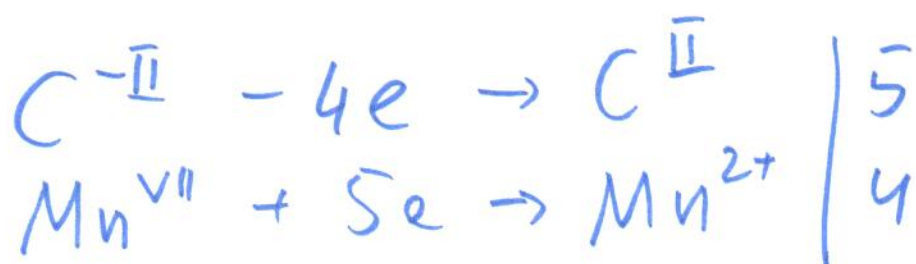 C^-II - 4e → C^II | 5
Mn^VII + 5e → Mn^2+ | 4